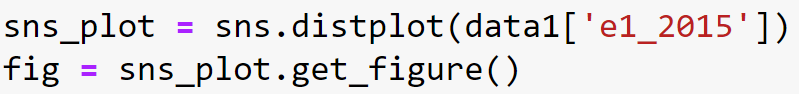 sns_plot = sns.distplot(data1['e1_2015'])
fig = sns_plot.get_figure()